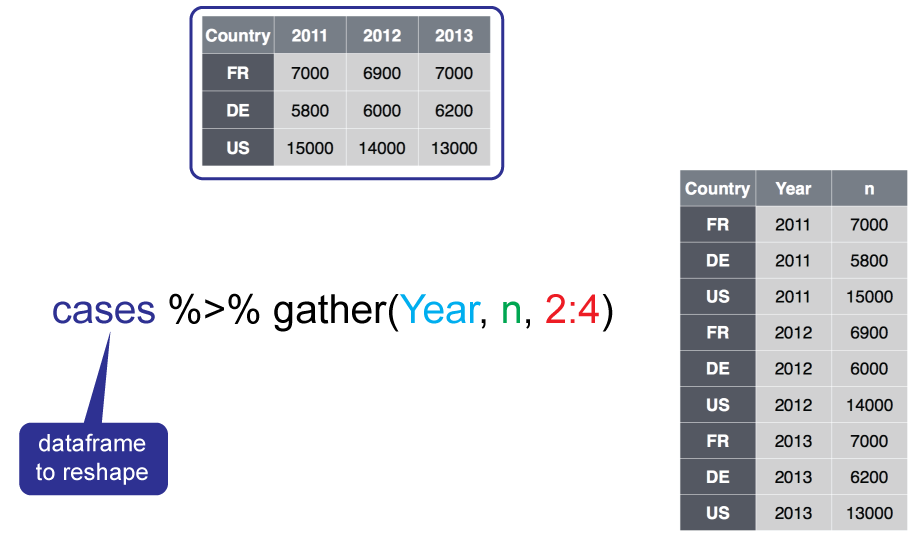 Country 2011 2012 2013
FR 7000 6900 7000
DE 5800 6000 6200
US 15000 14000 13000
cases %>% gather(Year, n, 2:4)
dataframe
to reshape
Country Year n
FR 2011 7000
DE 2011 5800
US 2011 15000
FR 2012 6900
DE 2012 6000
US 2012 14000
FR 2013 7000
DE 2013 6200
US 2013 13000